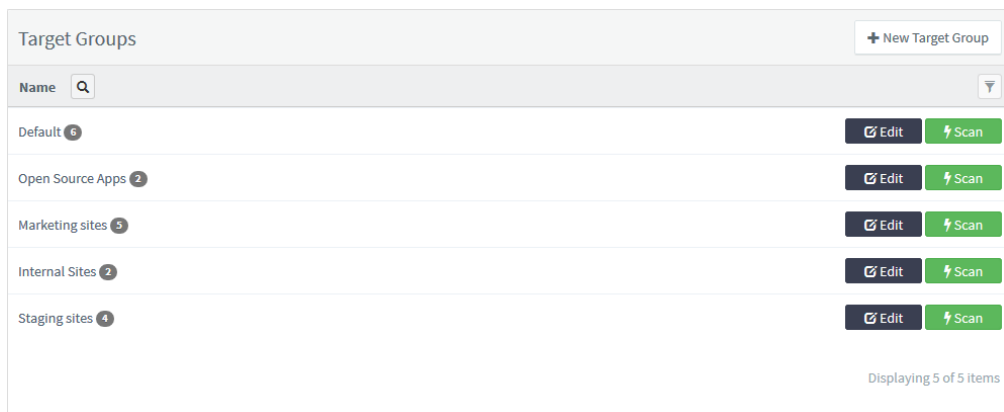 Target Groups
New Target Group
Name
Default 6
Edit
Scan
Open Source Apps 2
Edit
Scan
Marketing sites 5
Edit
Scan
Internal Sites 2
Edit
Scan
Staging sites 4
Edit
Scan
Displaying 5 of 5 items